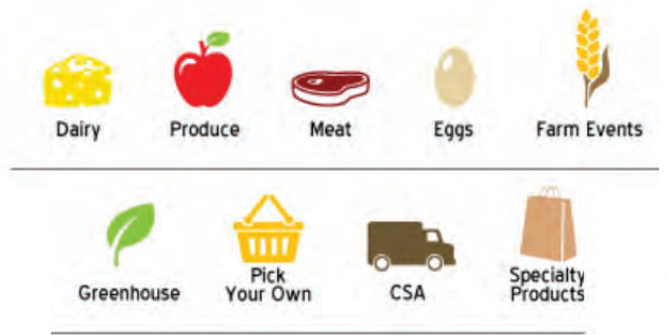 Dairy
Produce
Meat
Eggs
Farm Events
Greenhouse
Pick
Your Own
CSA
Specialty
Products